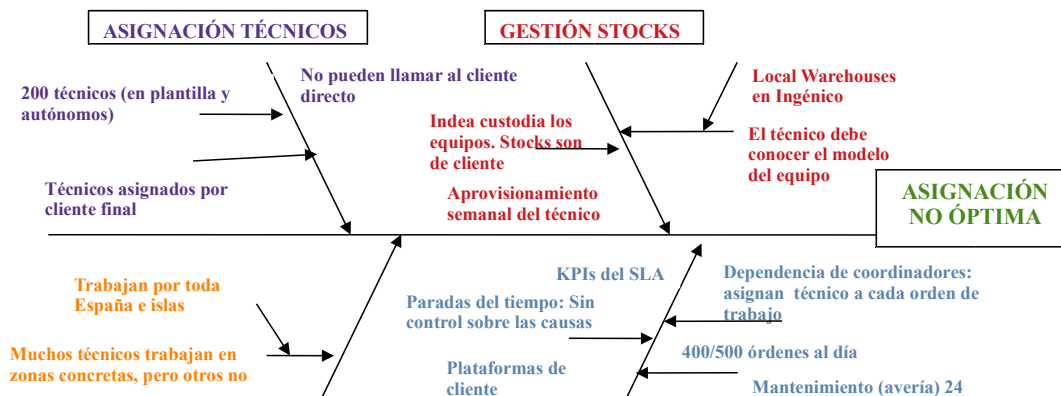 ASIGNACIÓN TÉCNICOS
GESTIÓN STOCKS
No pueden llamar al cliente
directo
200 técnicos (en plantilla y
autónomos)
Técnicos asignados por
cliente final
Local Warehouses
en Ingénico
Indea custodia los
equipos. Stocks son
de cliente
El técnico debe
conocer el modelo
del equipo
Aprovisionamiento
semanal del técnico
ASIGNACIÓN
NO ÓPTIMA
Trabajan por toda
España e islas
Muchos técnicos trabajan en
zonas concretas, pero otros no
KPIs del SLA
Paradas del tiempo: Sin
control sobre las causas
Plataformas de
cliente
Dependencia de coordinadores:
asignan técnico a cada orden de
trabajo
400/500 órdenes al día
Mantenimiento (avería) 24